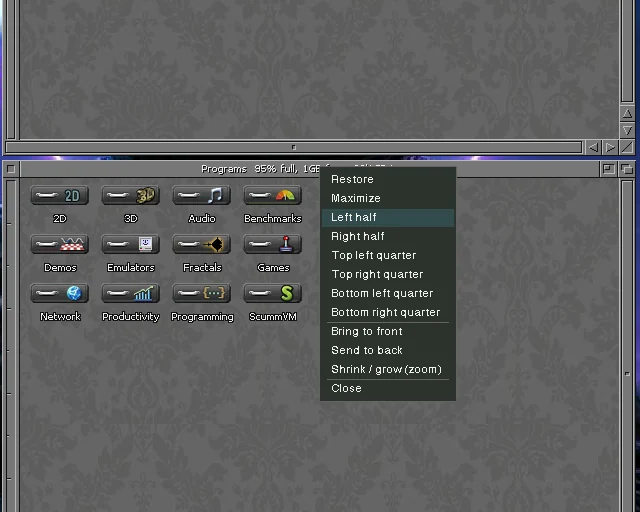 Programs 95% full, 1GB
2D 3D Audio Benchmarks
Demos Emulators Fractals Games
Network Productivity Programming ScummVM
2D
3D
S
Restore
Maximize
Left half
Right half
Top left quarter
Top right quarter
Bottom left quarter
Bottom right quarter
Bring to front
Send to back
Shrink / grow (zoom)
Close